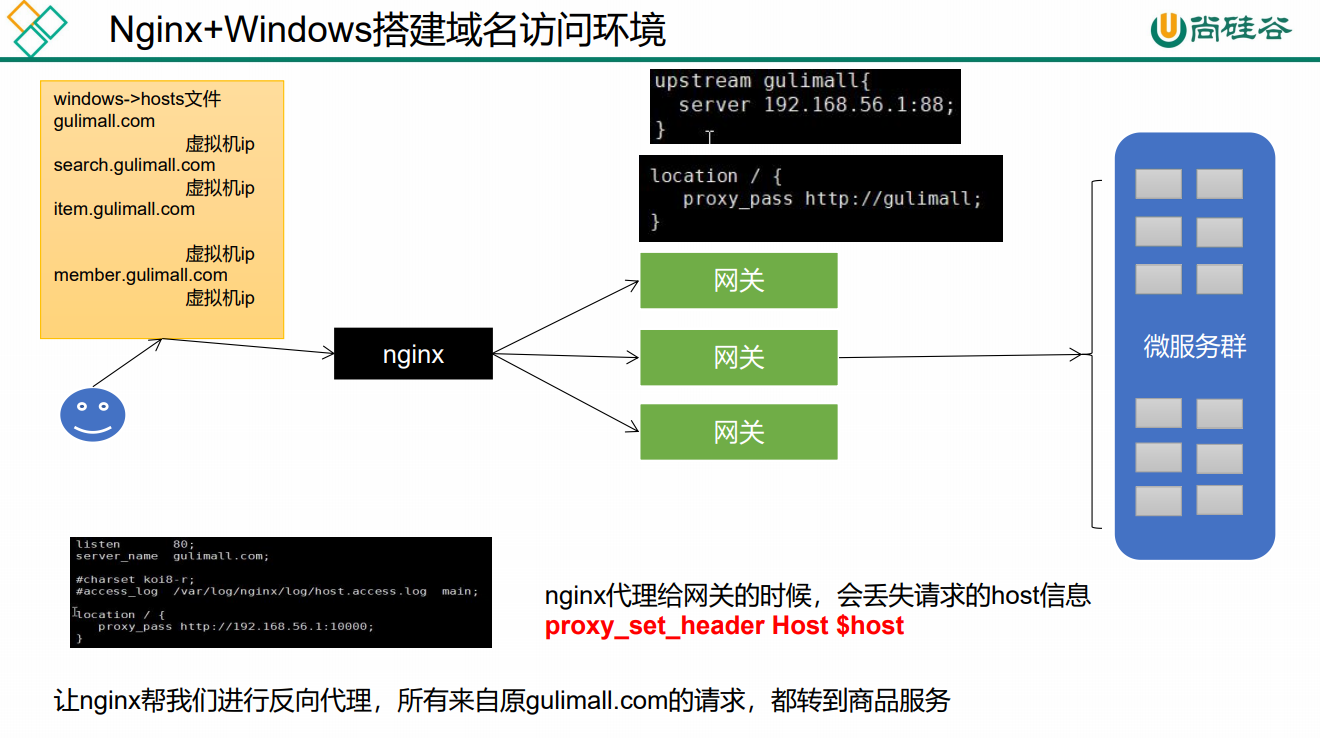 Nginx+Windows搭建域名访问环境
尚硅谷
windows->hosts文件
gulimall.com
虚拟机ip
search.gulimall.com
虚拟机ip
item.gulimall.com
虚拟机ip
member.gulimall.com
虚拟机ip
upstream gulimall{
server 192.168.56.1:88;
}
location / {
proxy_pass http://gulimall;
}
nginx
网关
网关
网关
微服务群
listen 80;
server_name gulimall.com;
#charset koi8-r;
#access_log /var/log/nginx/log/host.access.log main;
location / {
proxy_pass http://192.168.56.1:10000;
}
nginx代理给网关的时候，会丢失请求的host信息
proxy_set_header Host $host
让nginx帮我们进行反向代理，所有来自原gulimall.com的请求，都转到商品服务